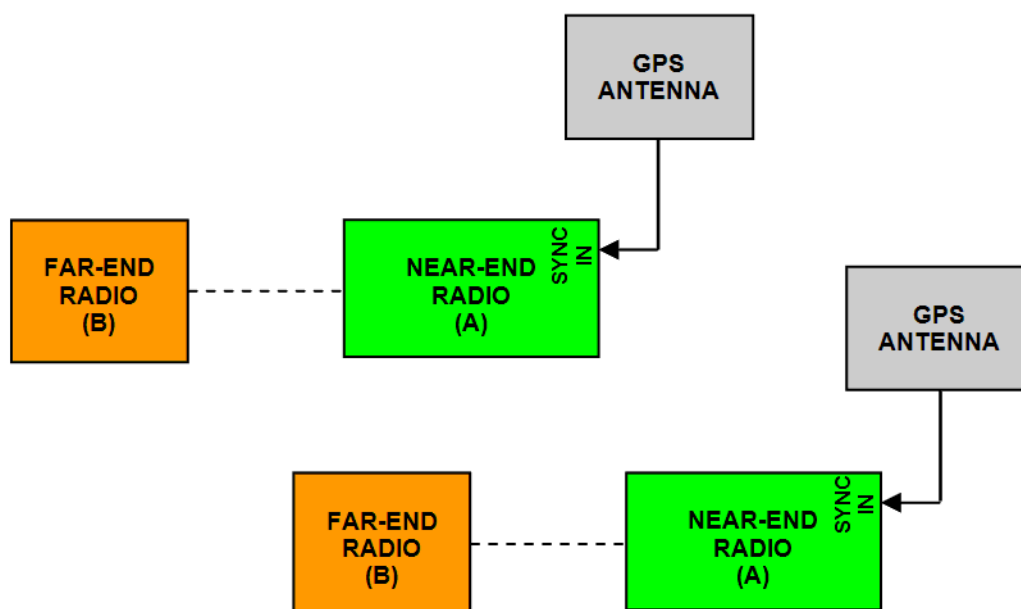 GPS
ANTENNA
FAR-END
RADIO
(B)
NEAR-END
RADIO
(A)
SYNC
IN
GPS
ANTENNA
FAR-END
RADIO
(B)
NEAR-END
RADIO
(A)
SYNC
IN